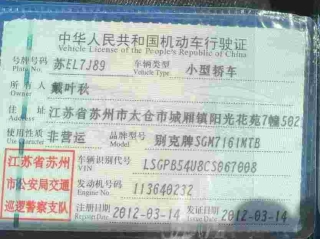 中华人民共和国机动车行驶证
Vehicle License of the People's Republic of China
号牌号码 苏EL7J89 车辆类型 小型轿车
Plate No. Vehicle Type
所有人 戴叶秋
Owner
住址 江苏省苏州市太仓市城厢镇阳光花苑7幢502
Address
使用性质 非营运 品牌型号 别克牌SGM7161MTB
Use Character Model
江苏省苏州
市公安局交通
巡逻警察支队
车辆识别代号 LSGPB54U8CS067008
VIN
发动机号码 113640232
Engine No.
注册日期 2012-03-14 发证日期 2012-03-14
Register Date Issue Date